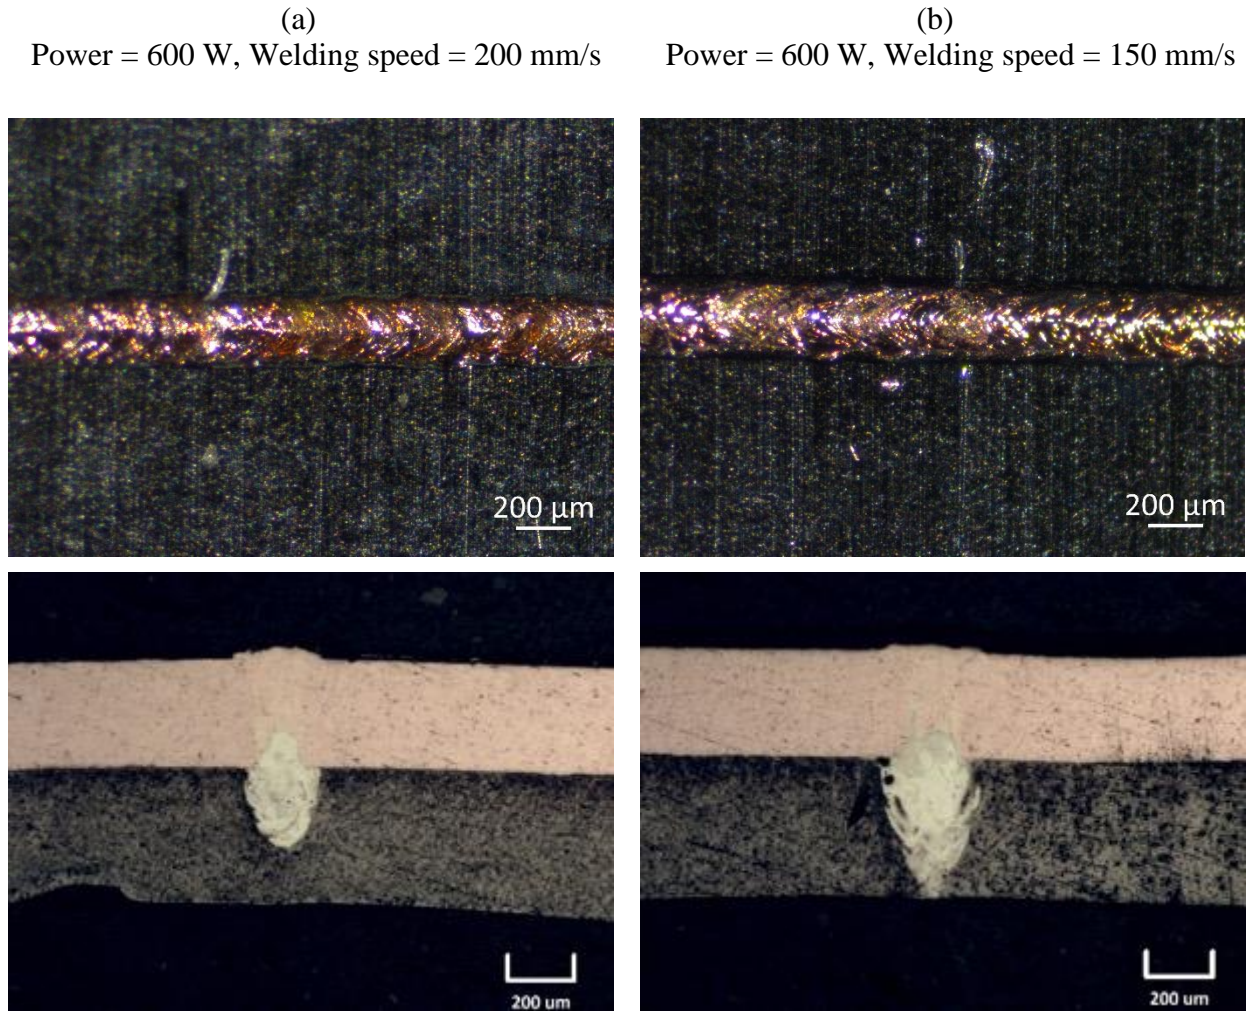 (a)
Power = 600 W, Welding speed = 200 mm/s
(b)
Power = 600 W, Welding speed = 150 mm/s
200 µm
200 µm
200 um
200 um